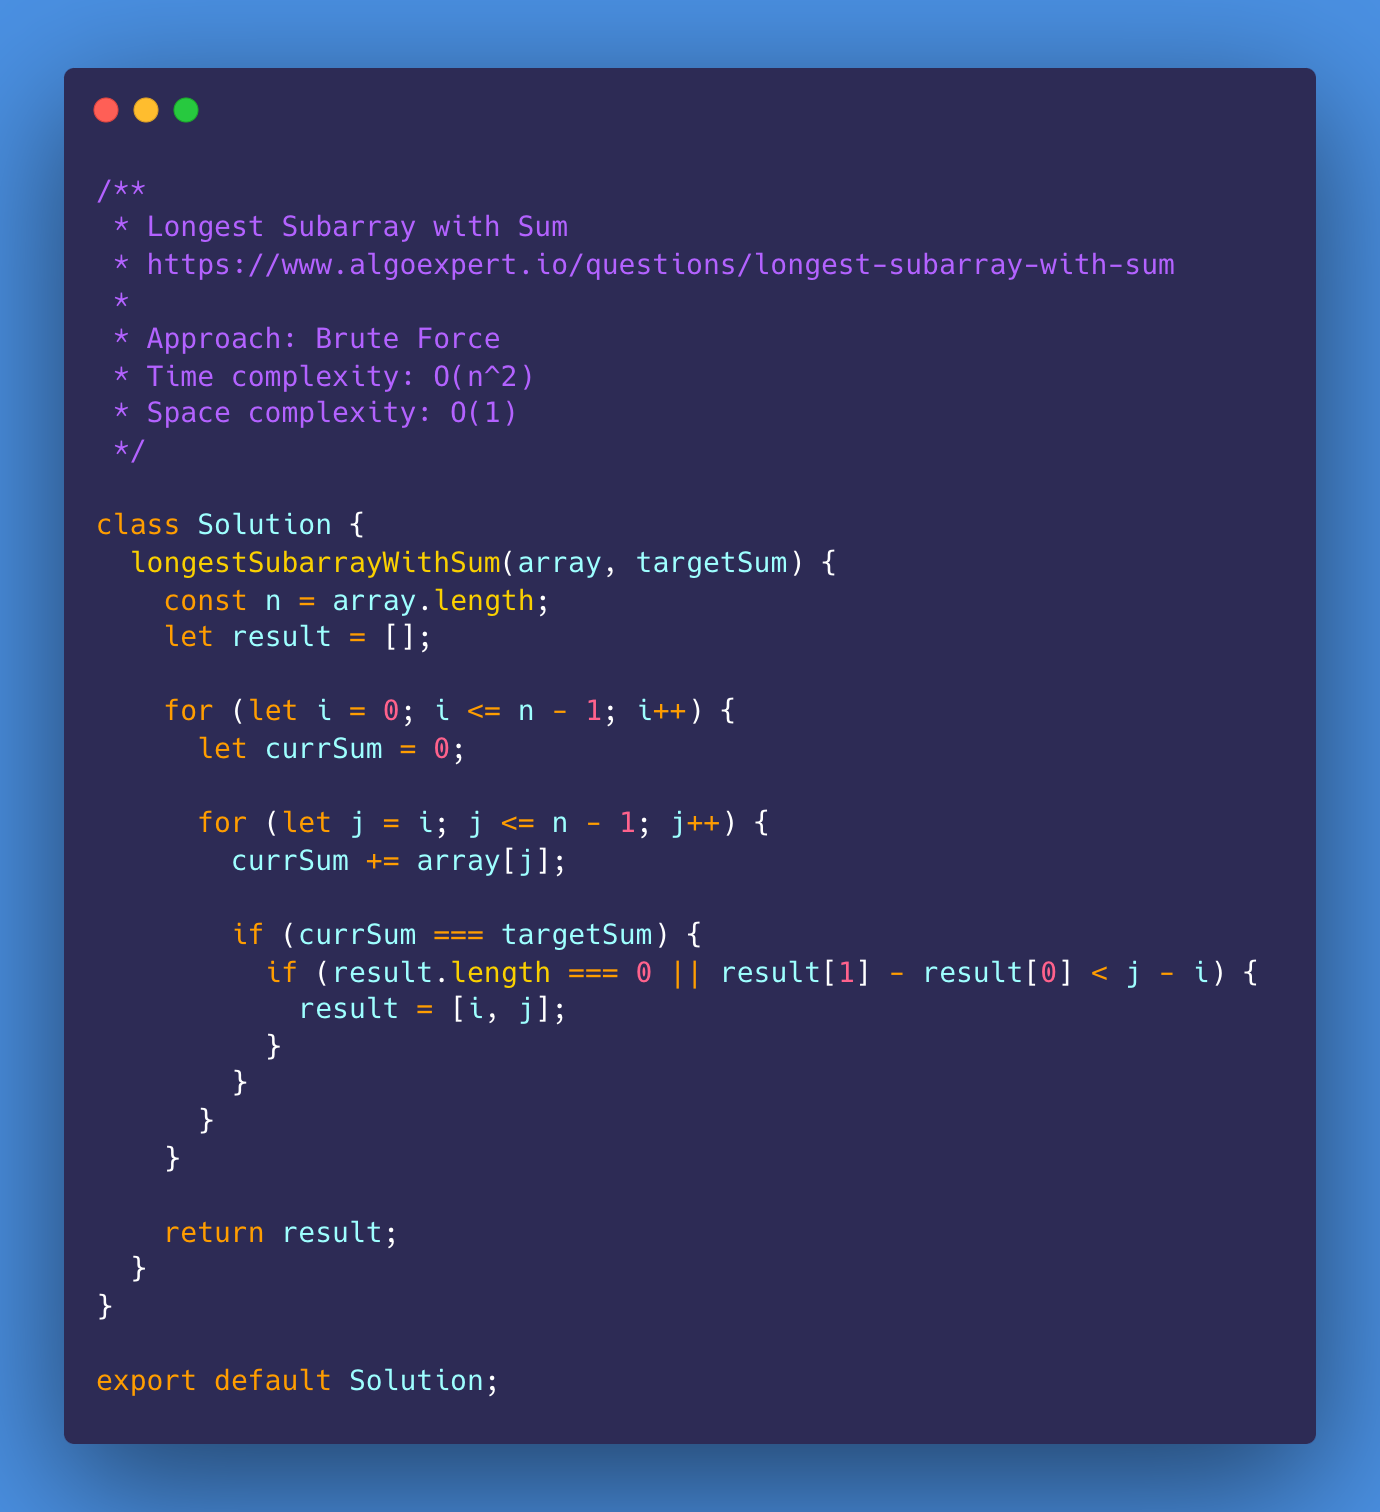 /**
 * Longest Subarray with Sum
 * https://www.algoexpert.io/questions/longest-subarray-with-sum
 *
 * Approach: Brute Force
 * Time complexity: O(n^2)
 * Space complexity: O(1)
 */

class Solution {
  longestSubarrayWithSum(array, targetSum) {
    const n = array.length;
    let result = [];

    for (let i = 0; i <= n - 1; i++) {
      let currSum = 0;

      for (let j = i; j <= n - 1; j++) {
        currSum += array[j];

        if (currSum === targetSum) {
          if (result.length === 0 || result[1] - result[0] < j - i) {
            result = [i, j];
          }
        }
      }
    }

    return result;
  }
}

export default Solution;